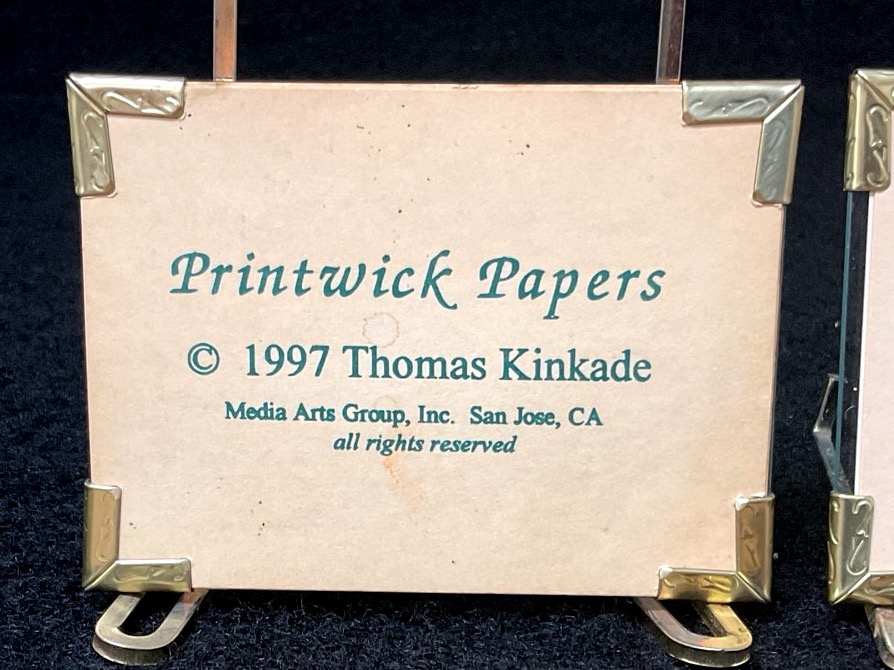 Printwick Papers
© 1997 Thomas Kinkade
Media Arts Group, Inc. San Jose, CA
all rights reserved